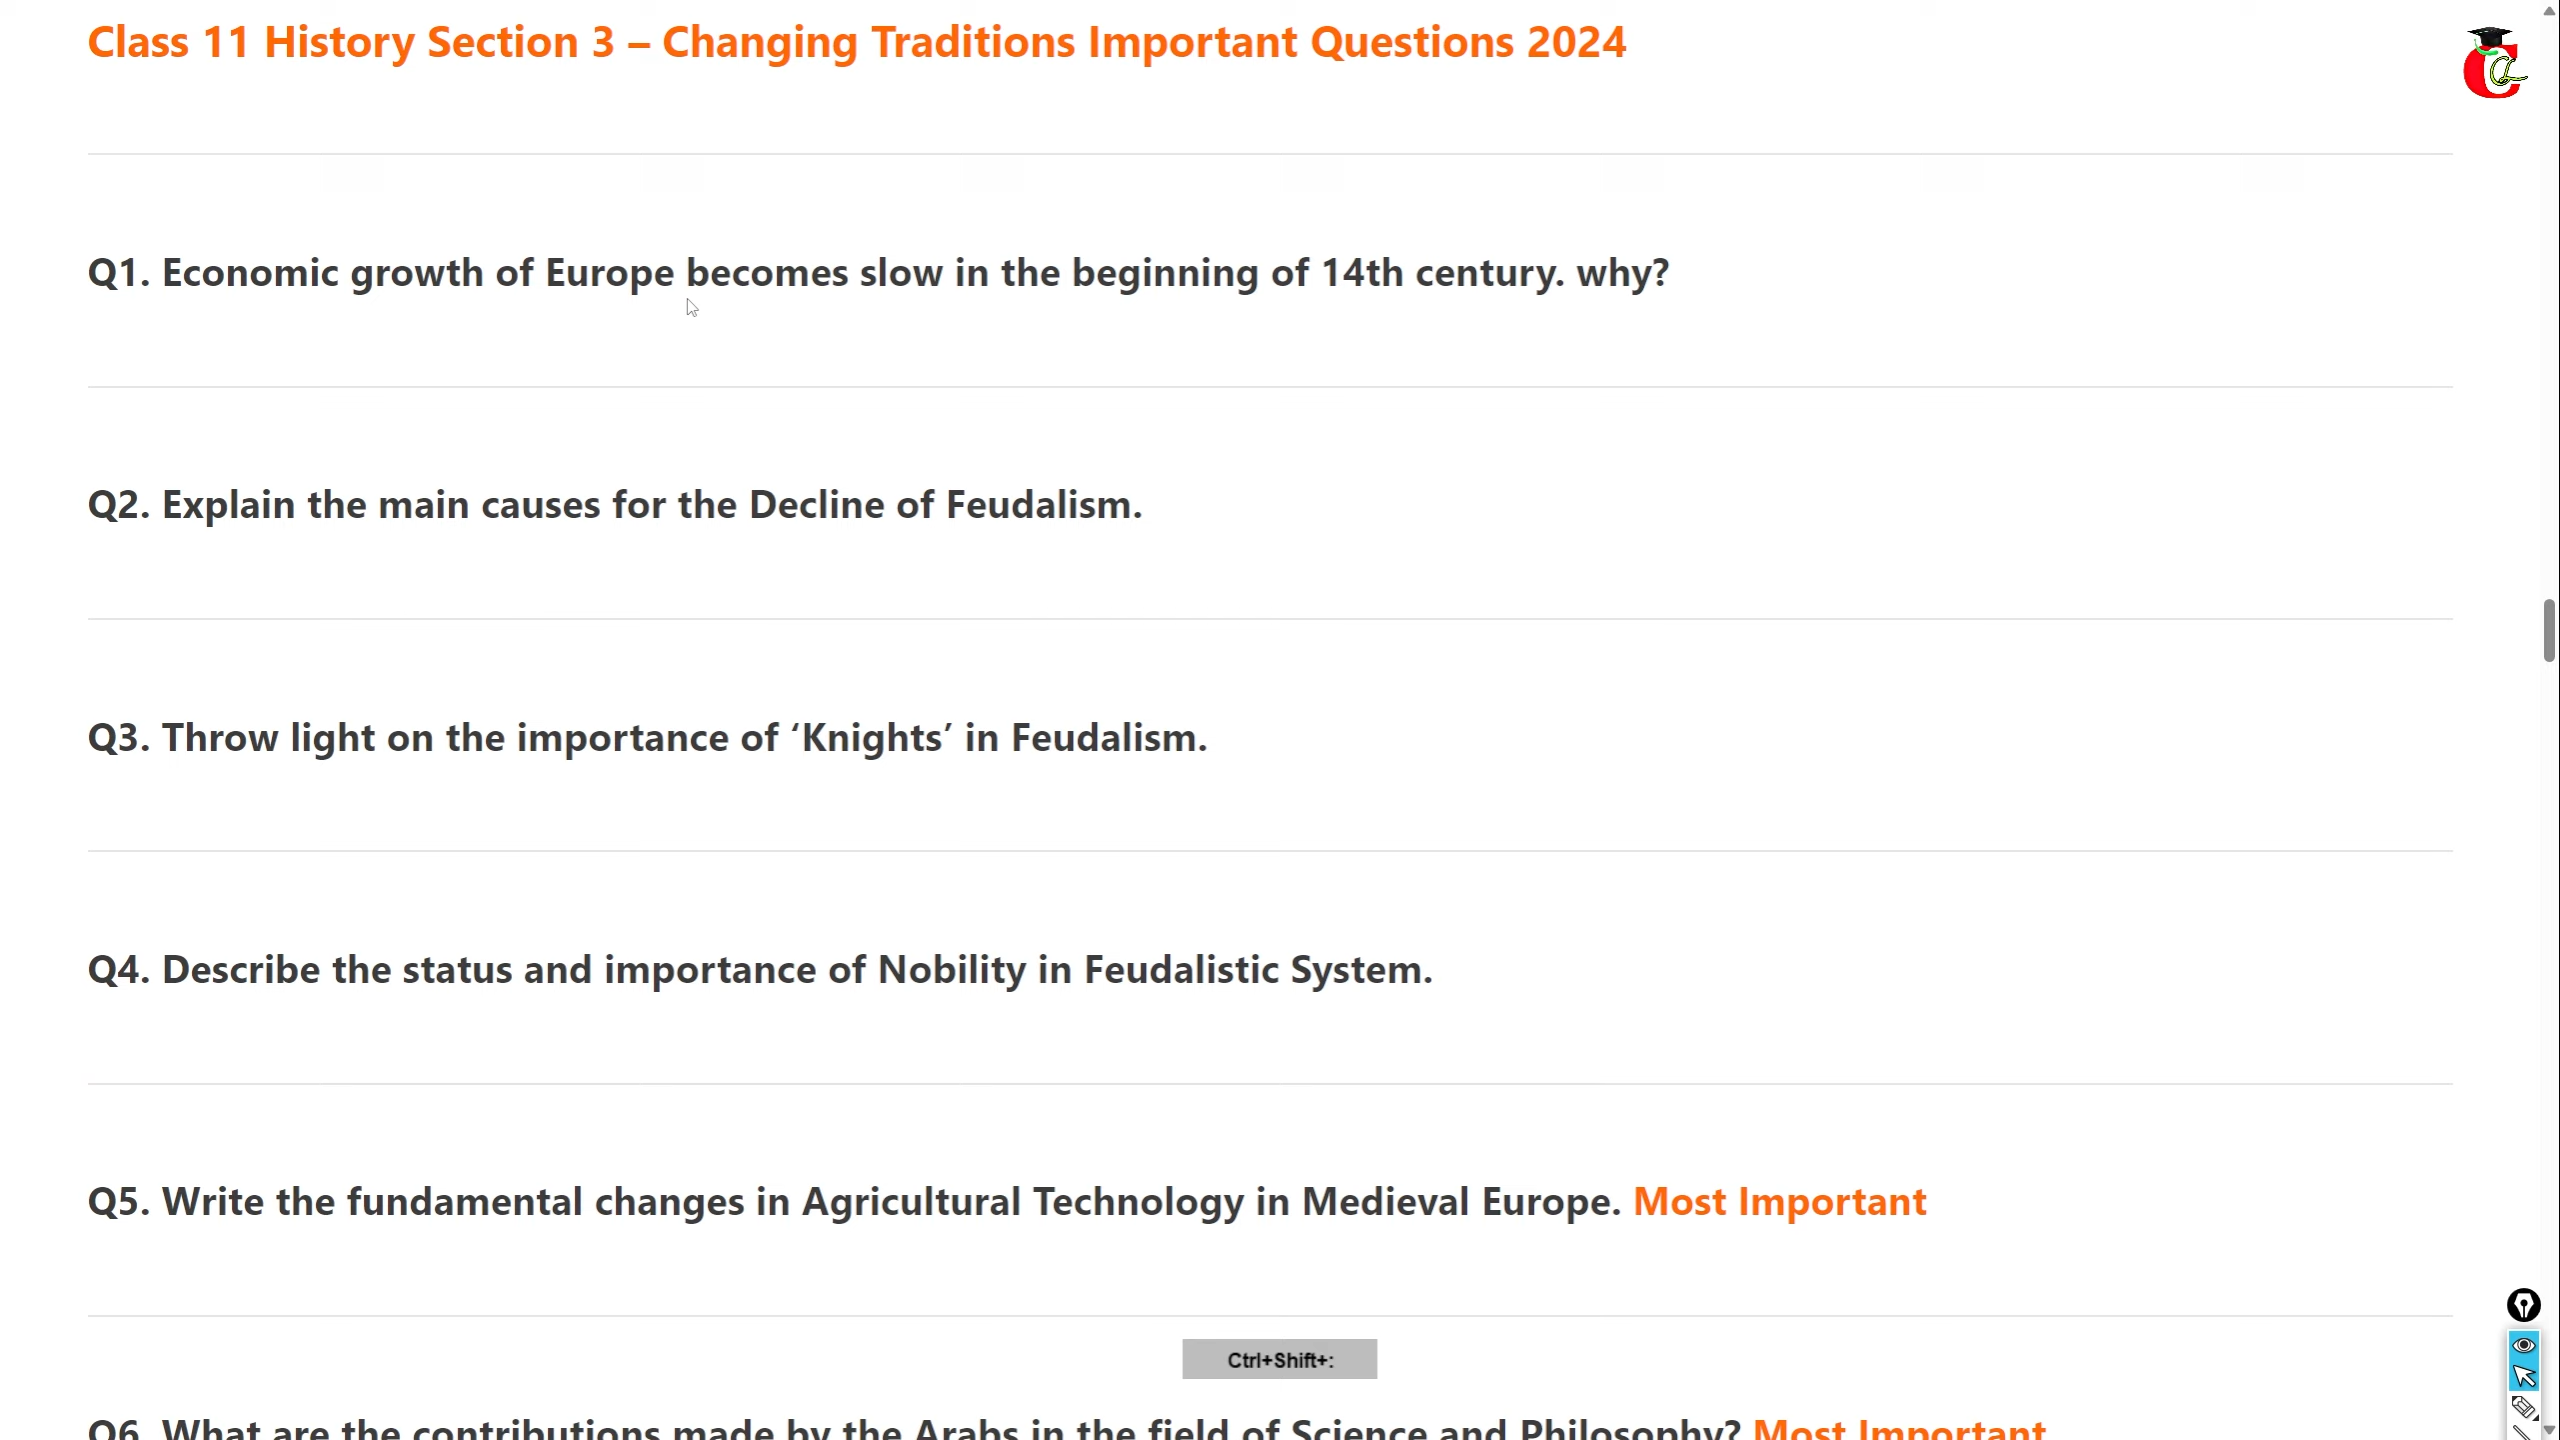 Class 11 History Section 3 – Changing Traditions Important Questions 2024
Q1. Economic growth of Europe becomes slow in the beginning of 14th century. why?
Q2. Explain the main causes for the Decline of Feudalism.
Q3. Throw light on the importance of ‘Knights’ in Feudalism.
Q4. Describe the status and importance of Nobility in Feudalistic System.
Q5. Write the fundamental changes in Agricultural Technology in Medieval Europe. Most Important
Ctrl+Shift+:
Q6. What are the contributions made by the Arabs in the field of Science and Philosophy? Most Important